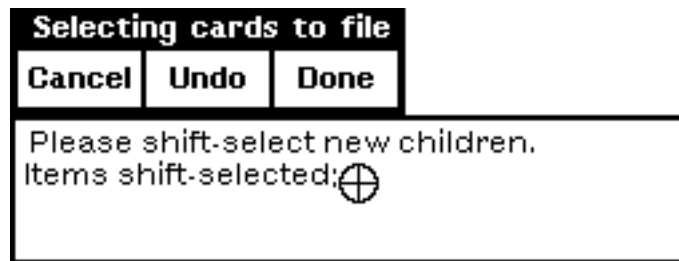 Selecting cards to file
Cancel Undo Done
Please shift-select new children.
Items shift-selected: